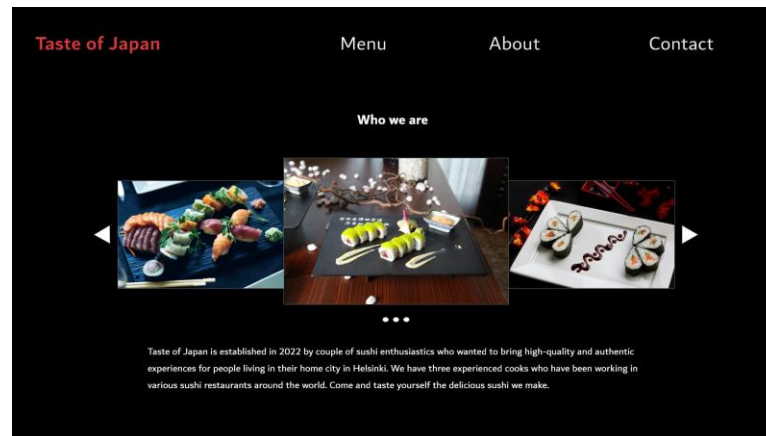 Taste of Japan
Menu
About
Contact
Who we are
Taste of Japan is established in 2022 by couple of sushi enthusiastics who wanted to bring high-quality and authentic
experiences for people living in their home city in Helsinki. We have three experienced cooks who have been working in
various sushi restaurants around the world. Come and taste yourself the delicious sushi we make.